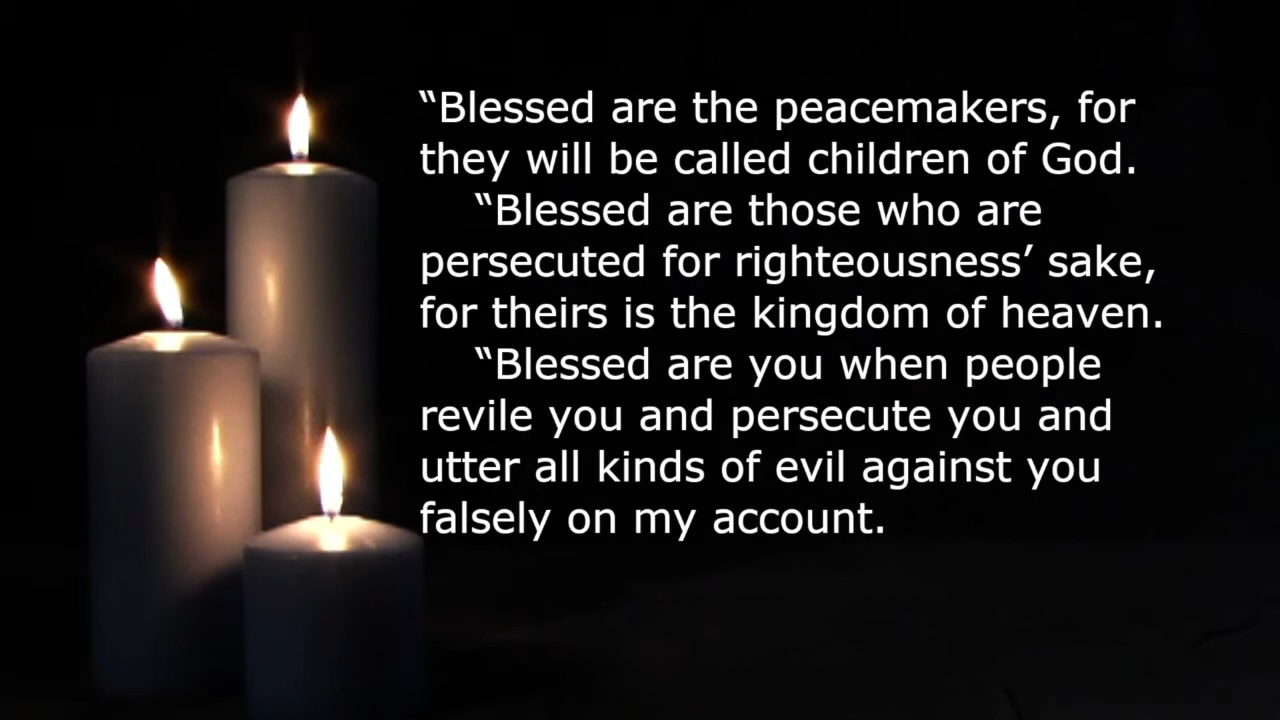 “Blessed are the peacemakers, for
they will be called children of God.
“Blessed are those who are
persecuted for righteousness’ sake,
for theirs is the kingdom of heaven.
“Blessed are you when people
revile you and persecute you and
utter all kinds of evil against you
falsely on my account.